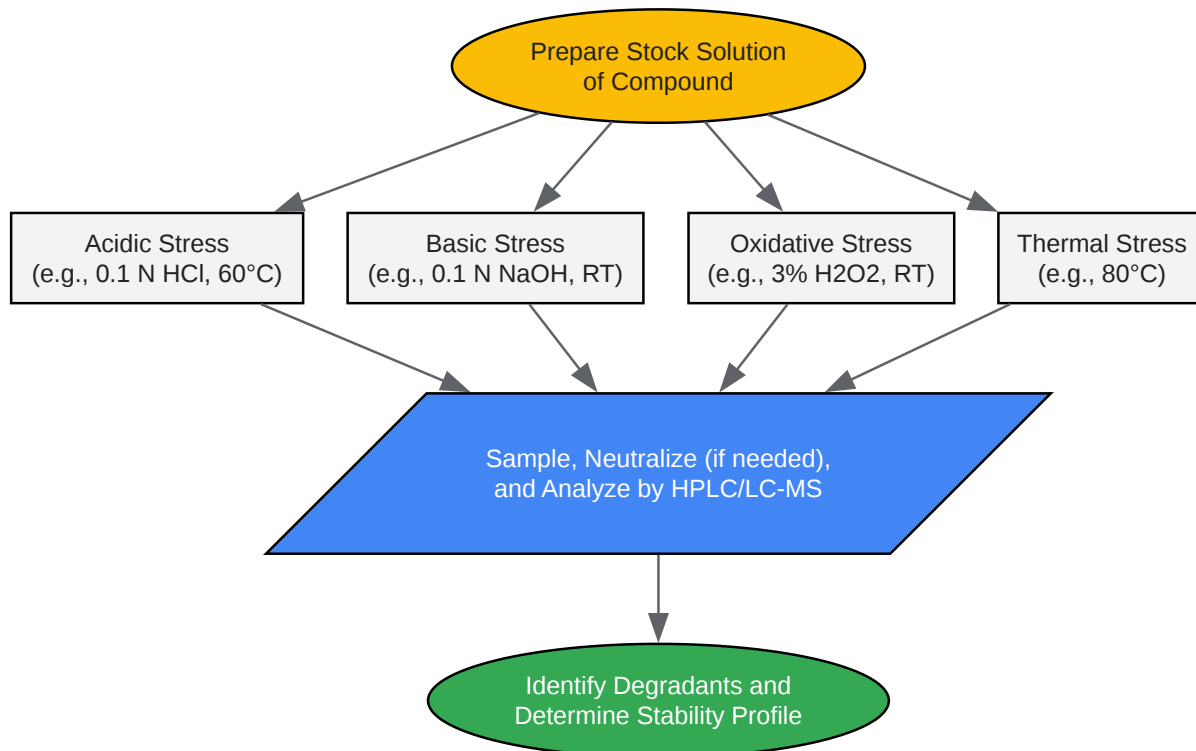 Prepare Stock Solution
of Compound
Acidic Stress
(e.g., 0.1 N HCl, 60°C)
Basic Stress
(e.g., 0.1 N NaOH, RT)
Oxidative Stress
(e.g., 3% H2O2, RT)
Thermal Stress
(e.g., 80°C)
Sample, Neutralize (if needed),
and Analyze by HPLC/LC-MS
Identify Degradants and
Determine Stability Profile